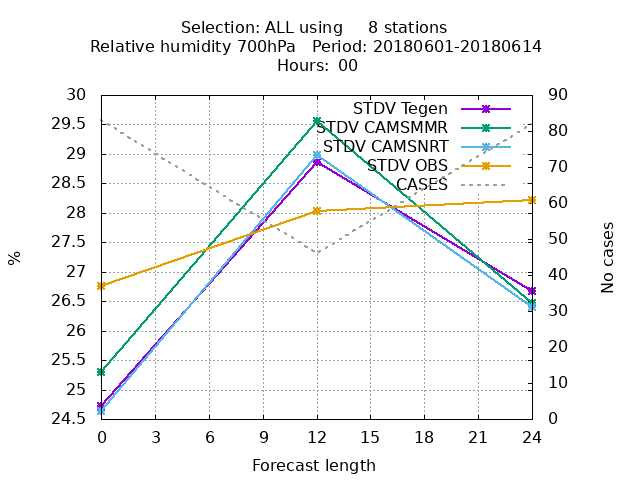 Selection: ALL using     8 stations
Relative humidity 700hPa   Period: 20180601-20180614
Hours: 00
30
29.5
29
28.5
28
27.5
27
26.5
26
25.5
25
24.5
%
STDV Tegen
STDV CAMSMMR
STDV CAMSNRT
STDV OBS
CASES
90
80
70
60
50
40
30
20
10
0
No cases
0 3 6 9 12 15 18 21 24
Forecast length